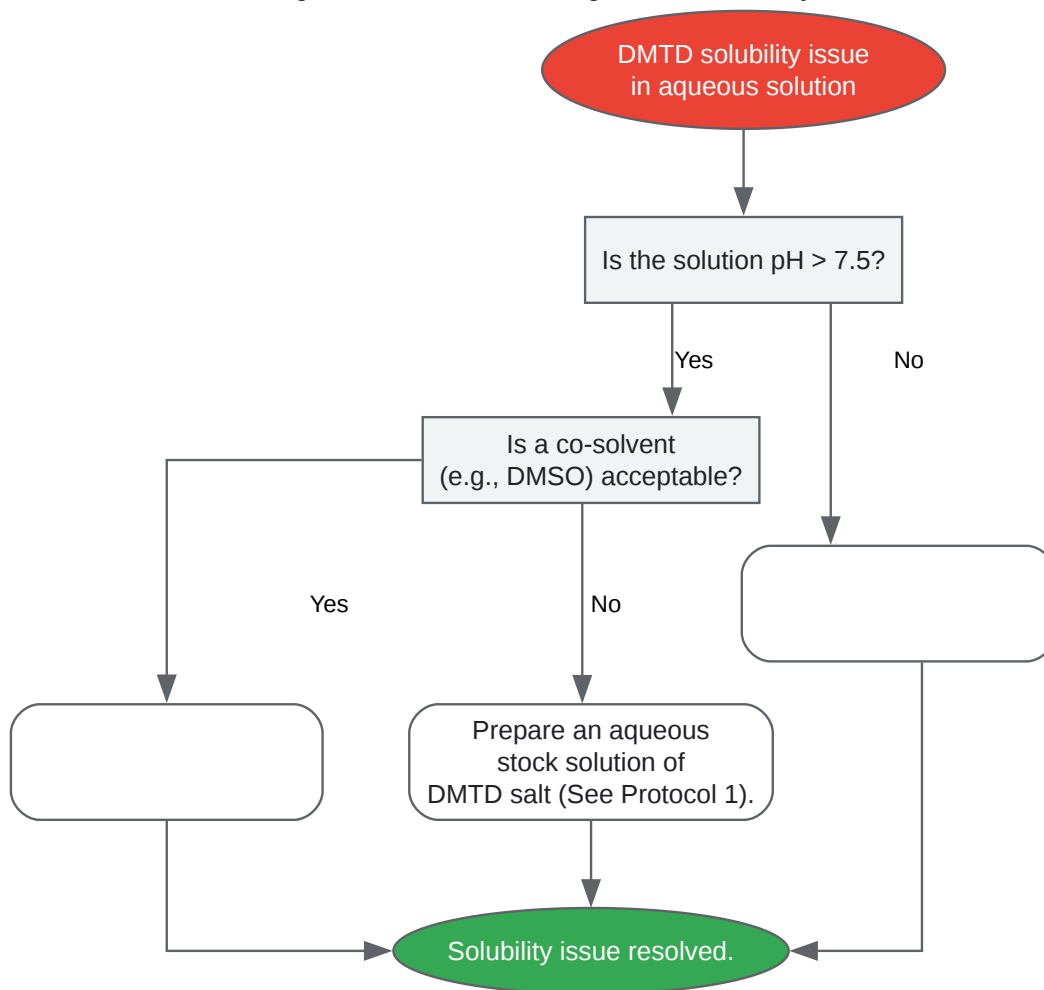 DMTD solubility issue
in aqueous solution
Is the solution pH > 7.5?
Yes
No
Is a co-solvent
(e.g., DMSO) acceptable?
Yes
No
Prepare an aqueous
stock solution of
DMTD salt (See Protocol 1).
Solubility issue resolved.